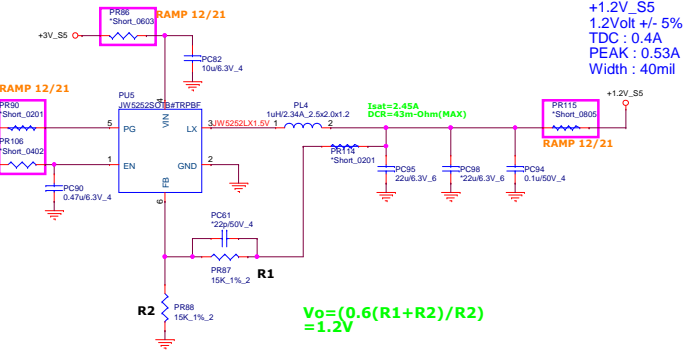 +1.2V_S5
1.2Volt +/- 5%
TDC : 0.4A
PEAK : 0.53A
Width : 40mil
PR86
*Short_0603
RAMP 12/21
+3V_S5
PC82
10u/6.3V_4
RAMP 12/21
PR90
*Short_0201
PR106
*Short_0402
PU5
JW5252SOTB#TRPBF
4
VIN
5
PG
LX
3
JW5252LX1.5V
1
EN
GND
2
FB
6
PL4
1uH/2.34A_2.5x2.0x1.2
1
2
Isat=2.45A
DCR=43m-Ohm(MAX)
+1.2V_S5
PR115
*Short_0805
RAMP 12/21
PR114
*Short_0201
PC95
22u/6.3V_6
PC98
*22u/6.3V_6
PC94
0.1u/50V_4
PC90
0.47u/6.3V_4
PC61
*22p/50V_4
PR87
15K_1%_2
R1
R2
PR88
15K_1%_2
Vo=(0.6(R1+R2)/R2)
=1.2V